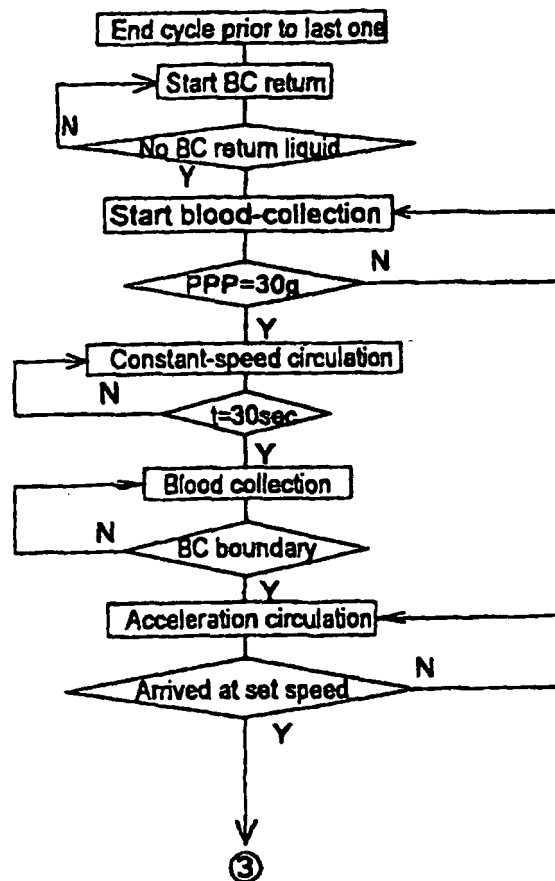 End cycle prior to last one
Start BC return
N
No BC return liquid
Y
Start blood-collection
N
PPP=30g
Y
Constant-speed circulation
N
t=30sec
Y
Blood collection
N
BC boundary
Y
Acceleration circulation
N
Arrived at set speed
Y
③